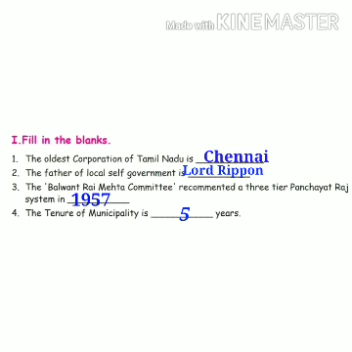 Made with KINEMASTER
I.Fill in the blanks.
1. The oldest Corporation of Tamil Nadu is Chennai
2. The father of local self government is Lord Rippon
3. The 'Balwant Rai Mehta Committee' recommented a three tier Panchayat Raj
system in 1957
4. The Tenure of Municipality is 5 years.